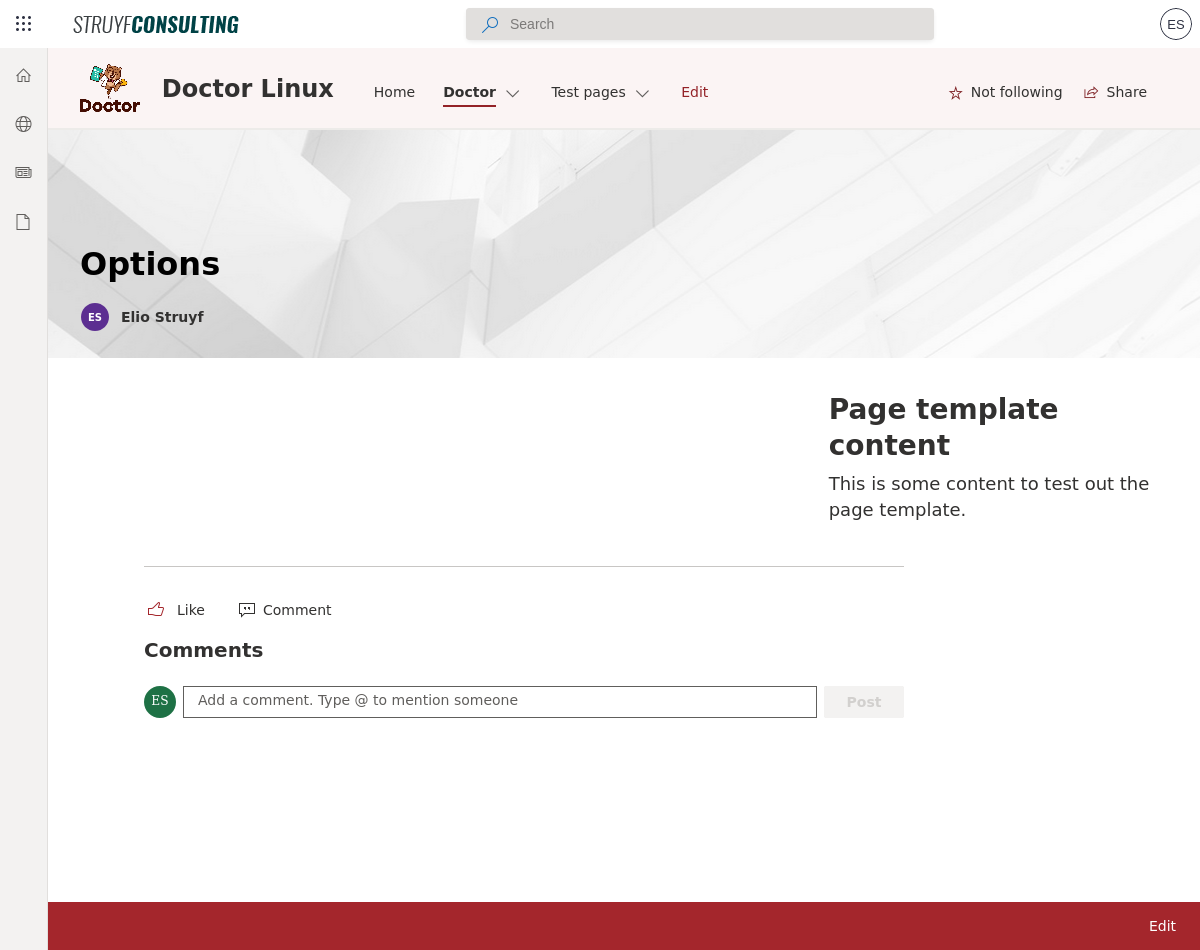 STRUYFCONSULTING
Search
ES
Doctor
Doctor Linux
Home
Doctor
Test pages
Edit
Not following
Share
Options
ES
Elio Struyf
Page template
content
This is some content to test out the
page template.
Like
Comment
Comments
ES
Add a comment. Type @ to mention someone
Post
Edit